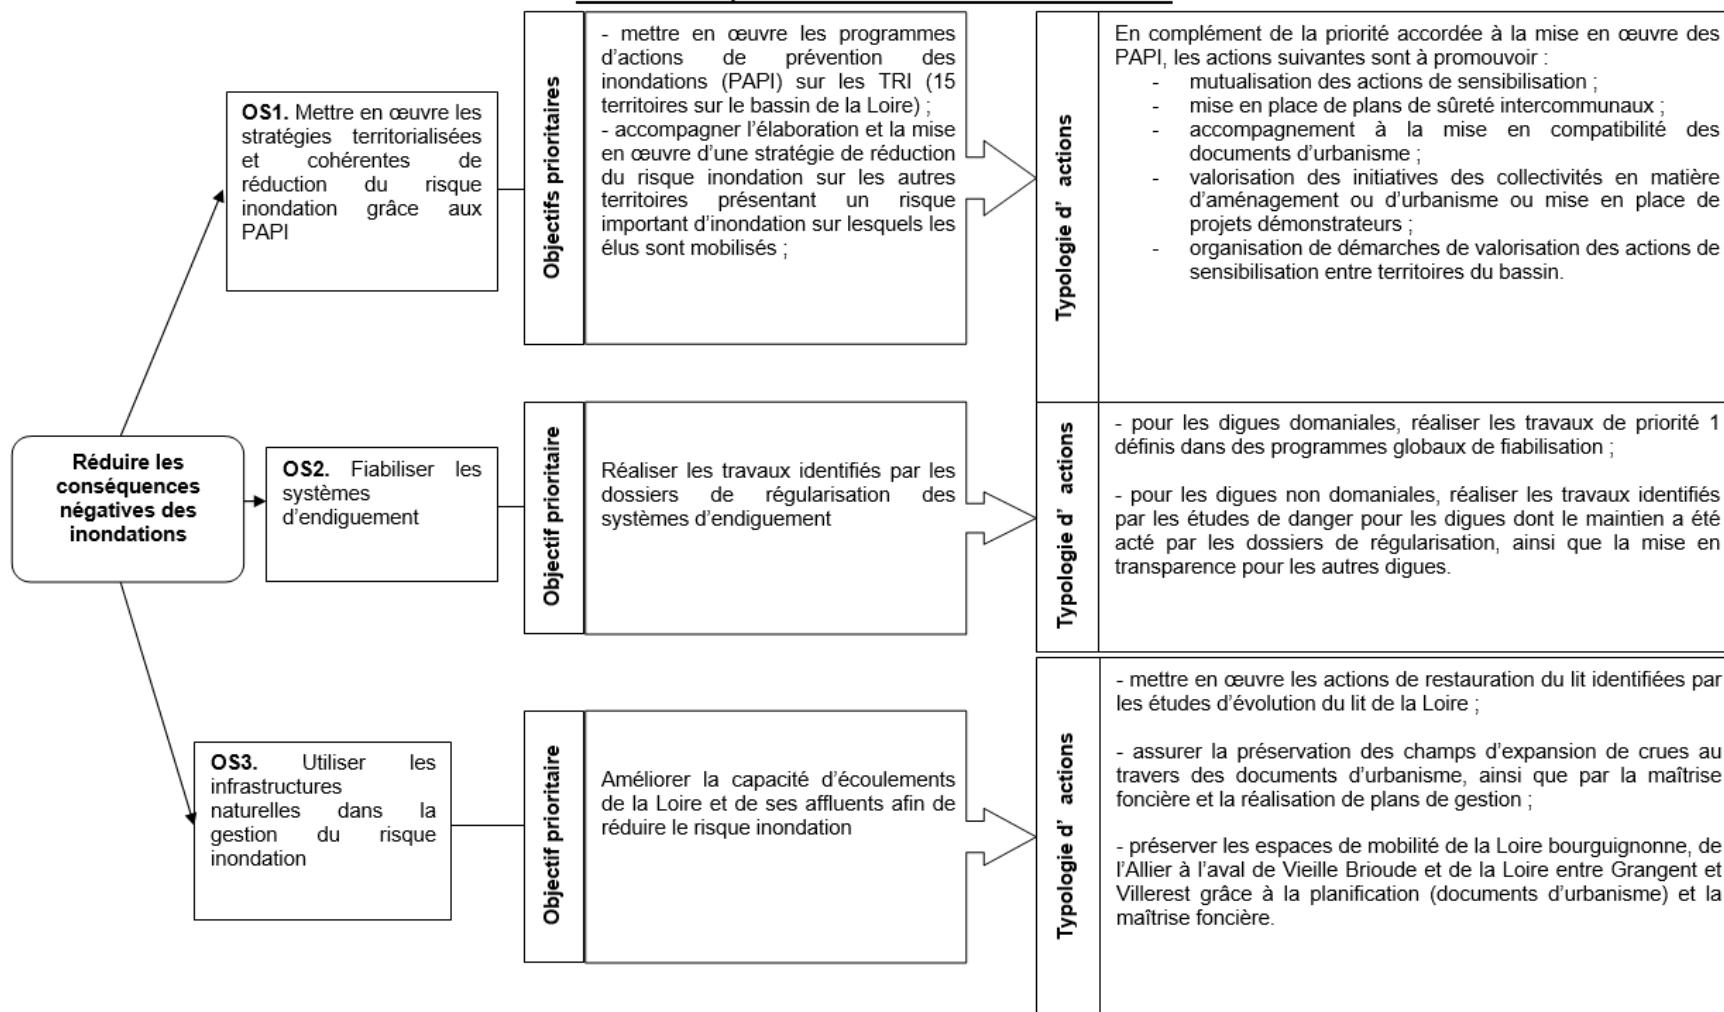 Réduire les
conséquences
négatives des
inondations
OS1. Mettre en œuvre les
stratégies territorialisées
et cohérentes de
réduction du risque
inondation grâce aux
PAPI
Objectifs prioritaires
- mettre en œuvre les programmes
d'actions de prévention des
inondations (PAPI) sur les TRI (15
territoires sur le bassin de la Loire) ;
- accompagner l'élaboration et la mise
en œuvre d'une stratégie de réduction
du risque inondation sur les autres
territoires présentant un risque
important d'inondation sur lesquels les
élus sont mobilisés ;
Typologie d' actions
En complément de la priorité accordée à la mise en œuvre des
PAPI, les actions suivantes sont à promouvoir :
- mutualisation des actions de sensibilisation ;
- mise en place de plans de sûreté intercommunaux ;
- accompagnement à la mise en compatibilité des
documents d'urbanisme ;
- valorisation des initiatives des collectivités en matière
d'aménagement ou d'urbanisme ou mise en place de
projets démonstrateurs ;
- organisation de démarches de valorisation des actions de
sensibilisation entre territoires du bassin.
OS2. Fiabiliser les
systèmes
d'endiguement
Objectif prioritaire
Réaliser les travaux identifiés par les
dossiers de régularisation des
systèmes d'endiguement
Typologie d' actions
- pour les digues domaniales, réaliser les travaux de priorité 1
définis dans des programmes globaux de fiabilisation ;
- pour les digues non domaniales, réaliser les travaux identifiés
par les études de danger pour les digues dont le maintien a été
acté par les dossiers de régularisation, ainsi que la mise en
transparence pour les autres digues.
OS3. Utiliser les
infrastructures
naturelles dans la
gestion du risque
inondation
Objectif prioritaire
Améliorer la capacité d'écoulements
de la Loire et de ses affluents afin de
réduire le risque inondation
Typologie d' actions
- mettre en œuvre les actions de restauration du lit identifiées par
les études d'évolution du lit de la Loire ;
- assurer la préservation des champs d'expansion de crues au
travers des documents d'urbanisme, ainsi que par la maîtrise
foncière et la réalisation de plans de gestion ;
- préserver les espaces de mobilité de la Loire bourguignonne, de
l'Allier à l'aval de Vieille Brioude et de la Loire entre Grangent et
Villerest grâce à la planification (documents d'urbanisme) et la
maîtrise foncière.